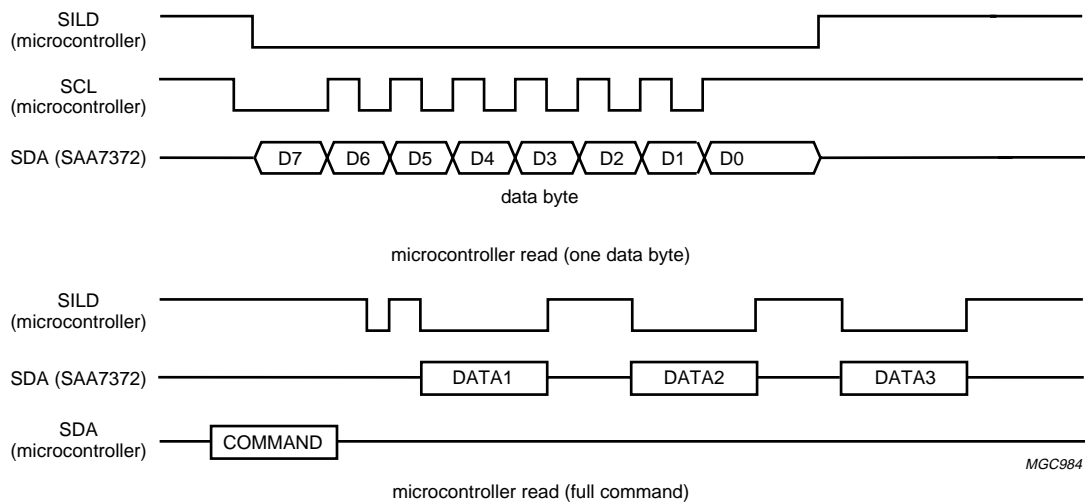 SILD
(microcontroller)
SCL
(microcontroller)
SDA (SAA7372) D7 D6 D5 D4 D3 D2 D1 D0
data byte
microcontroller read (one data byte)
SILD
(microcontroller)
SDA (SAA7372) DATA1 DATA2 DATA3
SDA
(microcontroller)
COMMAND
MGC984
microcontroller read (full command)